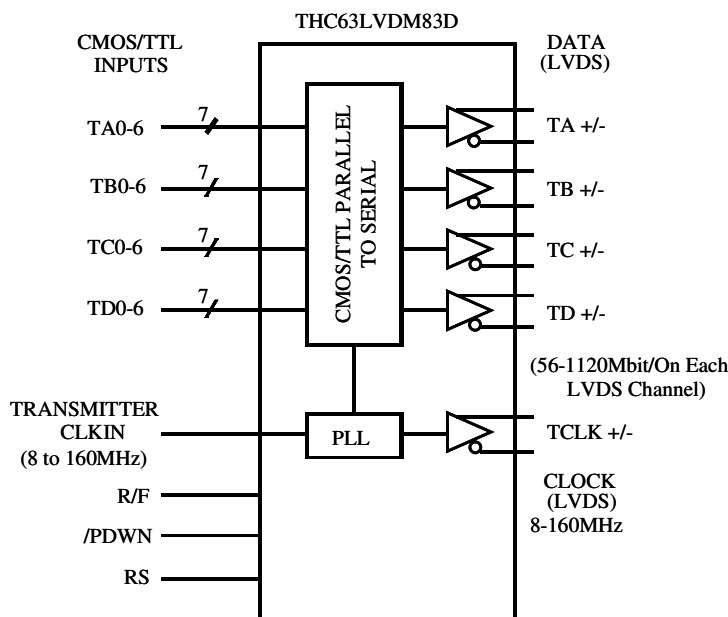 THC63LVDM83D
CMOS/TTL
INPUTS
DATA
(LVDS)
7
TA0-6
TA +/-
7
TB0-6
TB +/-
7
TC0-6
TC +/-
7
TD0-6
TD +/-
CMOS/TTL PARALLEL
TO SERIAL
(56-1120Mbit/On Each
LVDS Channel)
TRANSMITTER
CLKIN
(8 to 160MHz)
PLL
TCLK +/-
CLOCK
(LVDS)
8-160MHz
R/F
/PDWN
RS